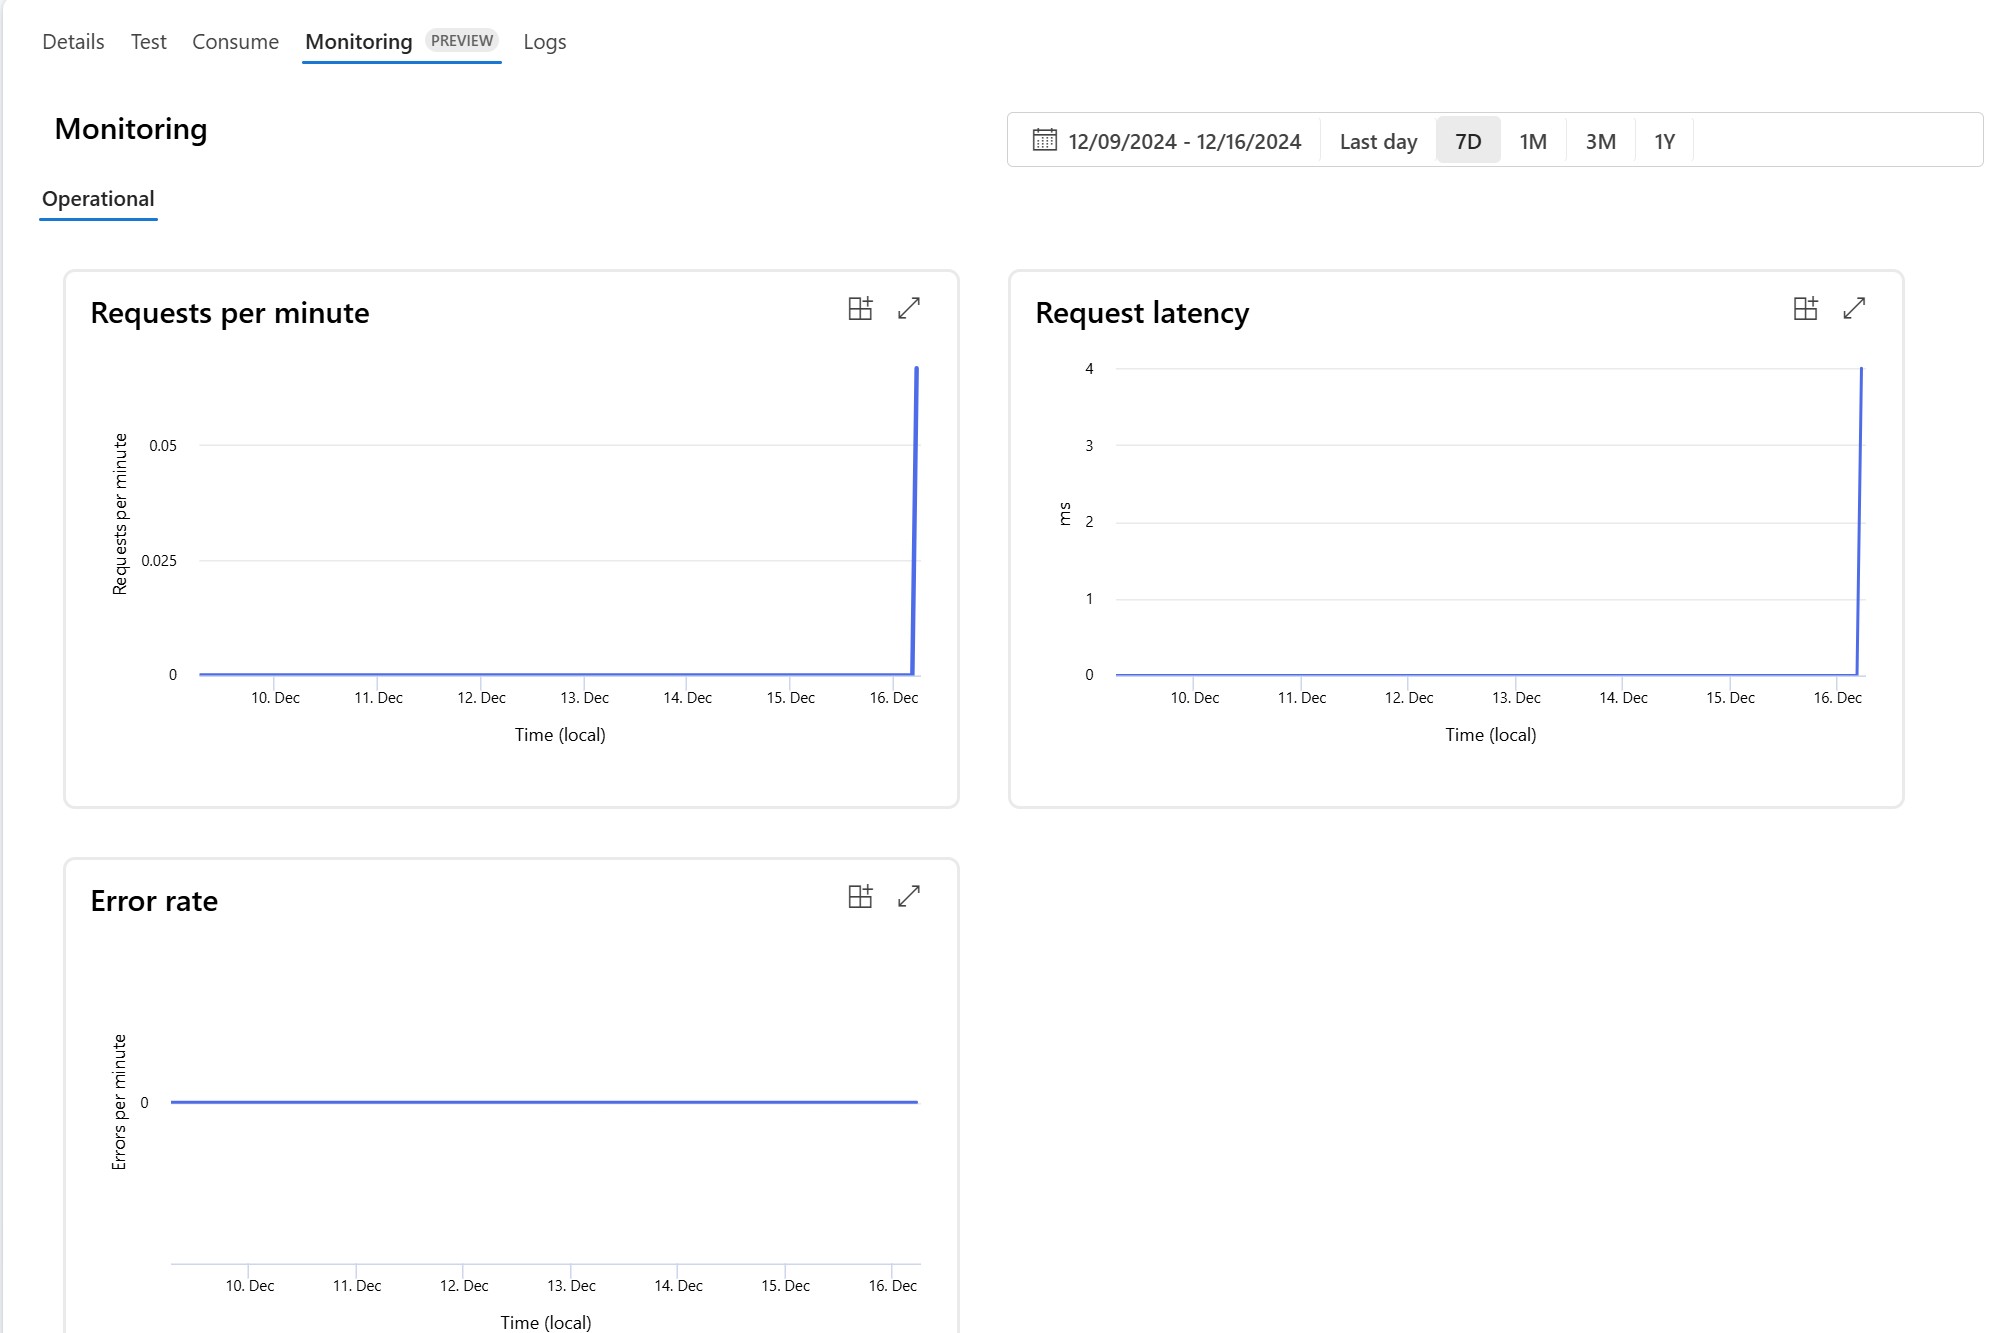 Details Test Consume Monitoring PREVIEW Logs
Monitoring
12/09/2024 - 12/16/2024 Last day 7D 1M 3M 1Y
Operational
Requests per minute
Requests per minute
0.05
0.025
0
10. Dec 11. Dec 12. Dec 13. Dec 14. Dec 15. Dec 16. Dec
Time (local)
Request latency
ms
4
3
2
1
0
10. Dec 11. Dec 12. Dec 13. Dec 14. Dec 15. Dec 16. Dec
Time (local)
Error rate
Errors per minute
0
10. Dec 11. Dec 12. Dec 13. Dec 14. Dec 15. Dec 16. Dec
Time (local)